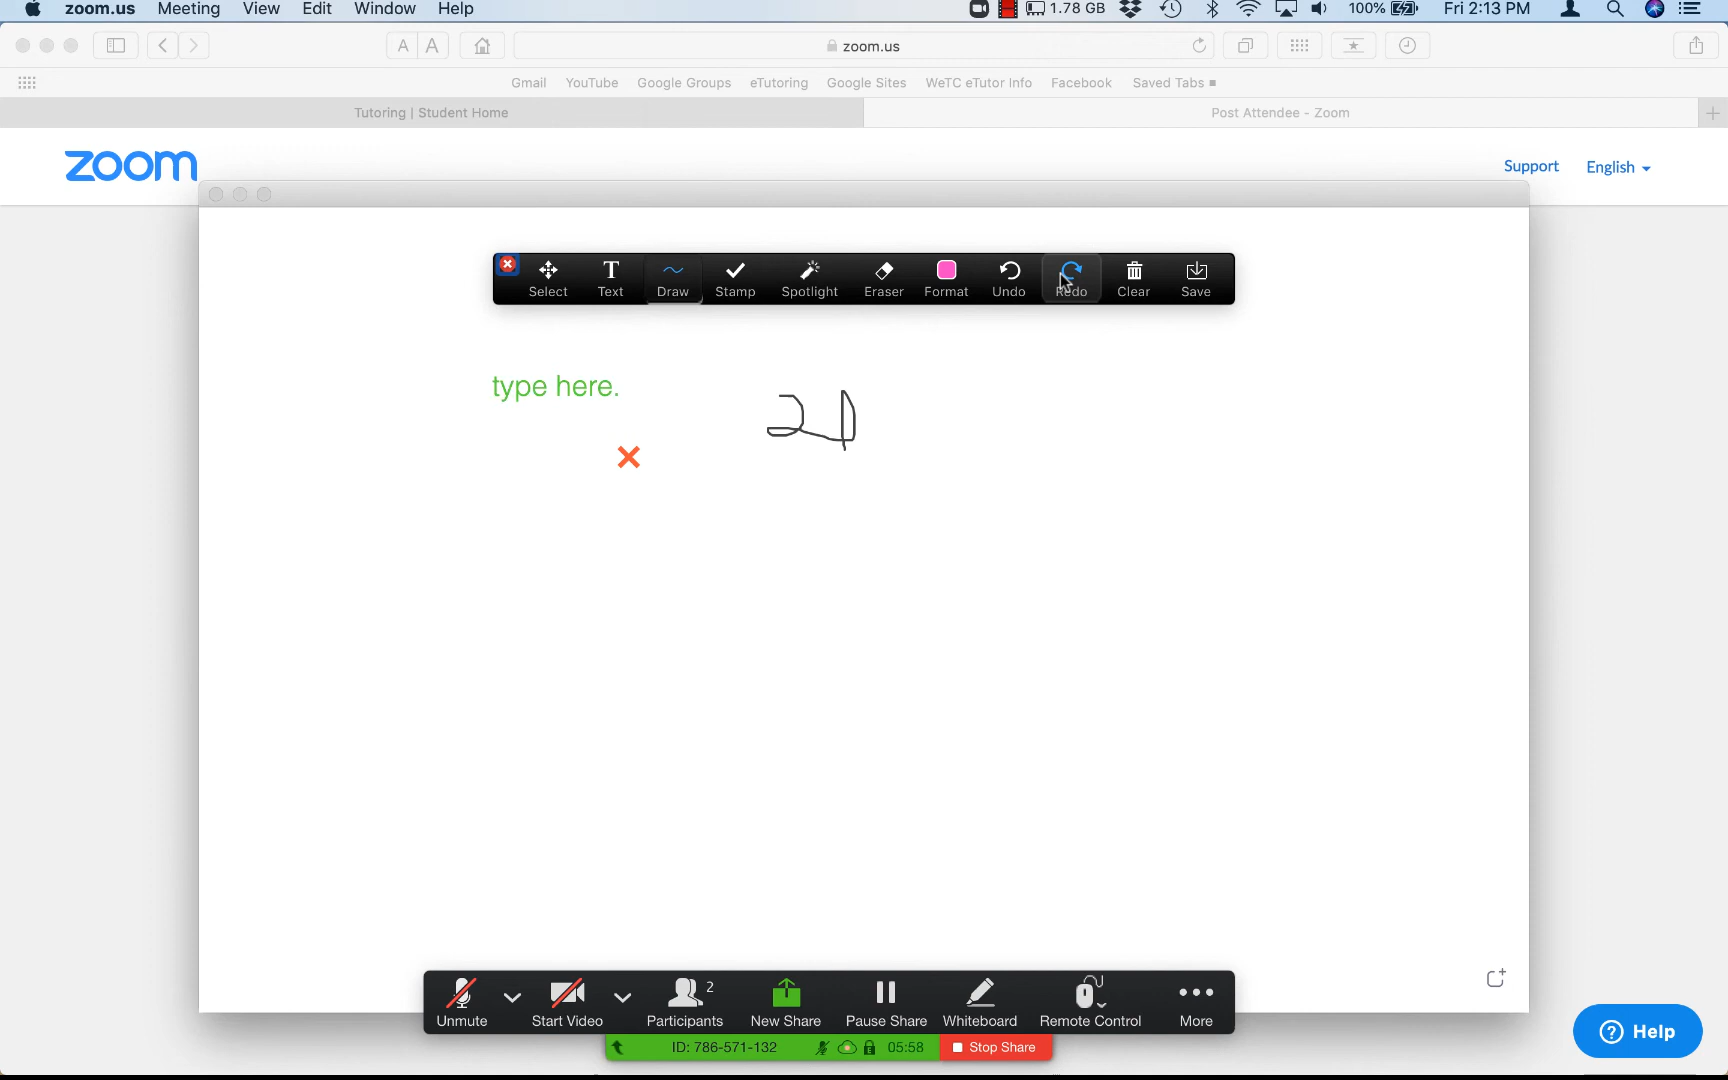 zoom.us Meeting View Edit Window Help 1.78 GB 100% Fri 2:13 PM
A A zoom.us
Gmail YouTube Google Groups eTutoring Google Sites WeTC eTutor Info Facebook Saved Tabs
Tutoring | Student Home Post Attendee - Zoom +
zoom Support English
Select Text Draw Stamp Spotlight Eraser Format Undo Redo Clear Save
type here.
Unmute Start Video Participants 2 New Share Pause Share Whiteboard Remote Control More
ID: 786-571-132 05:58 Stop Share
Help